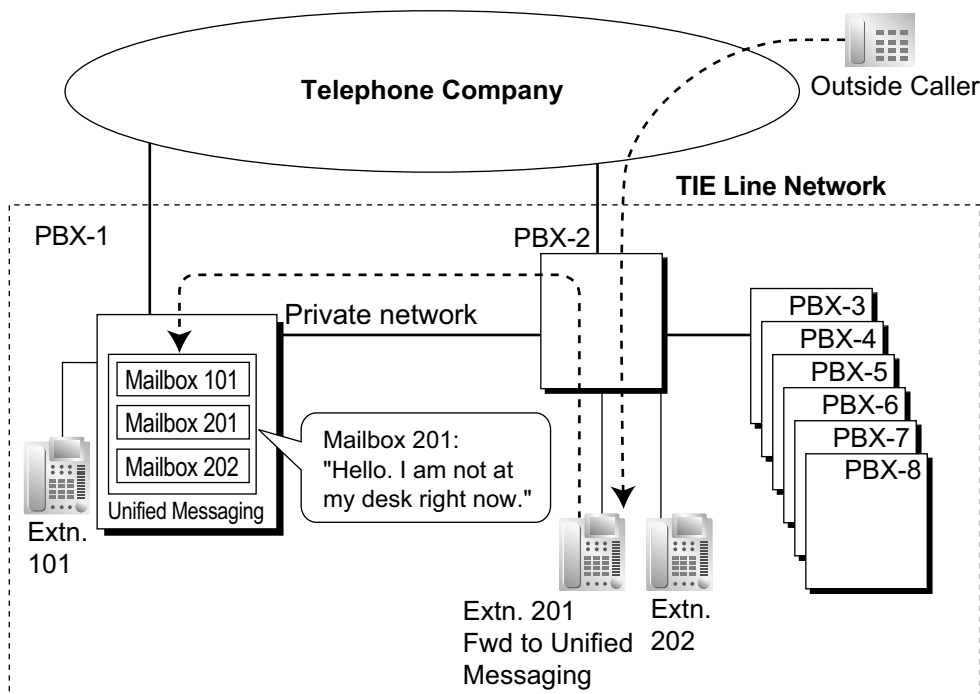 Telephone Company
Outside Caller
TIE Line Network
PBX-1
PBX-2
Private network
PBX-3
PBX-4
PBX-5
PBX-6
PBX-7
PBX-8
Mailbox 101
Mailbox 201
Mailbox 202
Unified Messaging
Mailbox 201:
"Hello. I am not at
my desk right now."
Extn.
101
Extn. 201
Fwd to Unified
Messaging
Extn.
202